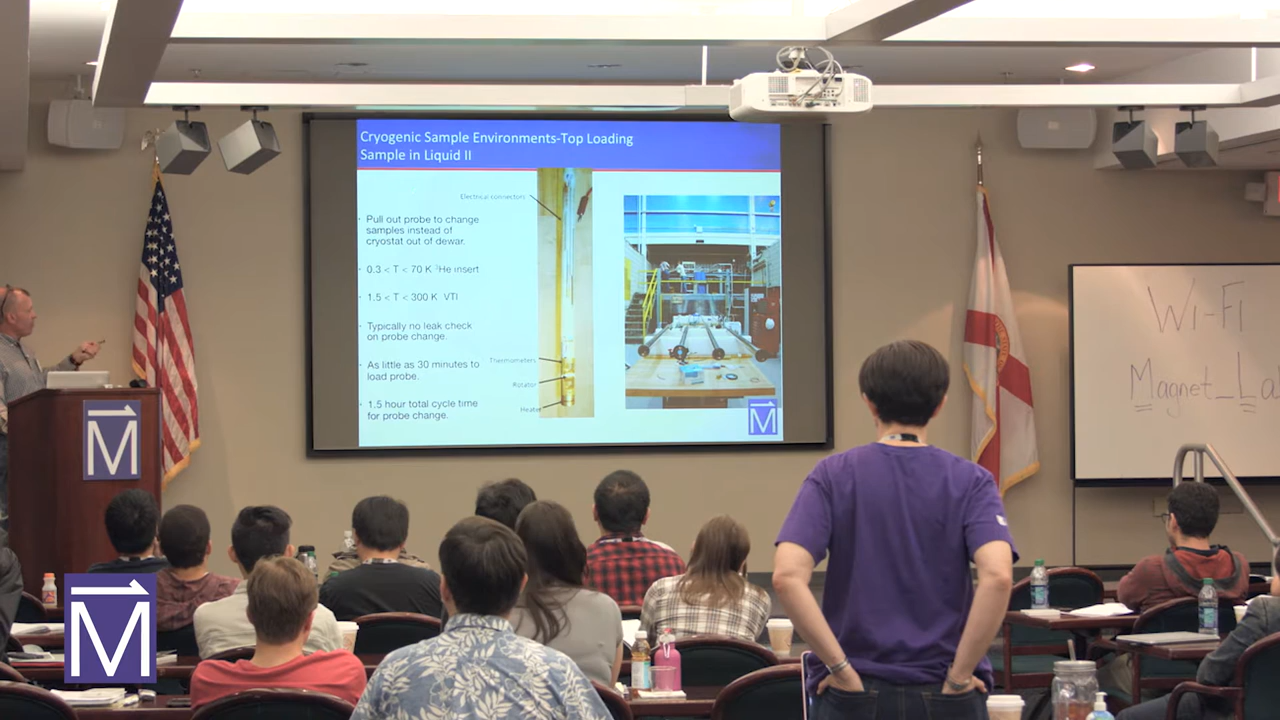 Cryogenic Sample Environments-Top Loading
Sample in Liquid II
Electrical connectors
Pull out probe to change
samples instead of
cryostat out of dewar.
0.3 < T < 70 K ³He insert
1.5 < T < 300 K VTI
Typically no leak check
on probe change.
As little as 30 minutes to
load probe.
1.5 hour total cycle time
for probe change.
Thermometers
Rotator
Heater
M
M
M
Wi-Fi
Magnet_La